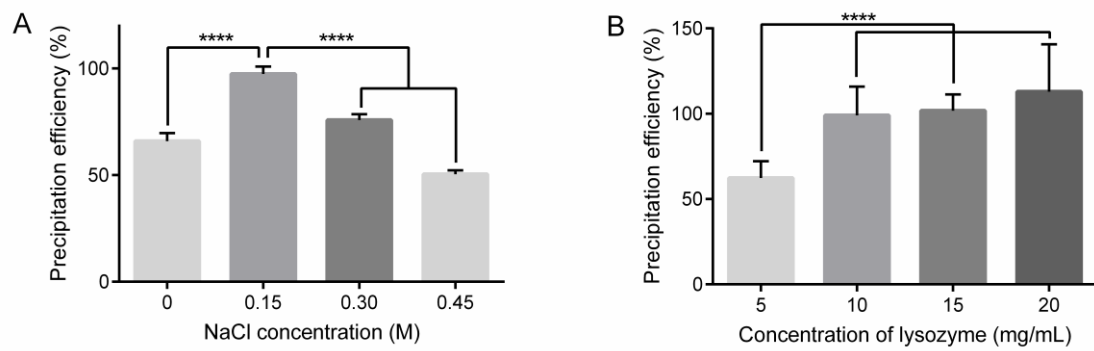 A
Precipitation efficiency (%)
100
50
0
****
****
0 0.15 0.30 0.45
NaCl concentration (M)
B
Precipitation efficiency (%)
150
100
50
0
****
5 10 15 20
Concentration of lysozyme (mg/mL)